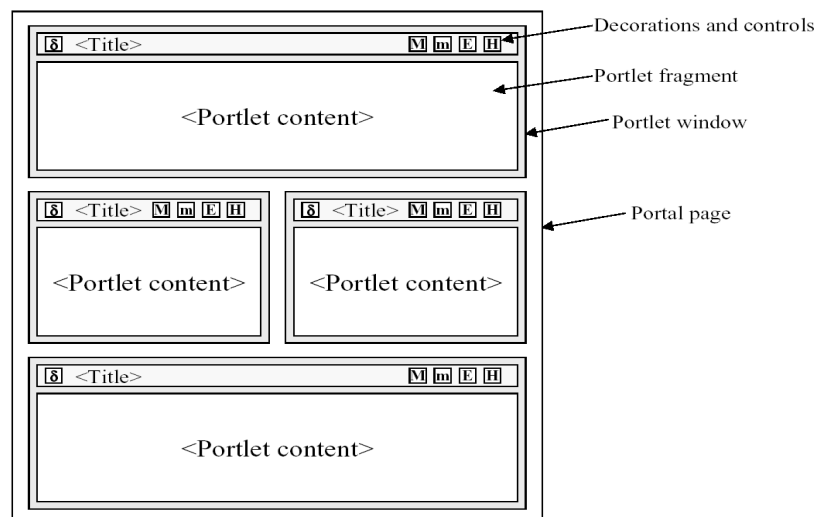 δ <Title> M m E H
Decorations and controls
Portlet fragment
<Portlet content>
Portlet window
δ <Title> M m E H
δ <Title> M m E H
Portal page
<Portlet content>
<Portlet content>
δ <Title> M m E H
<Portlet content>